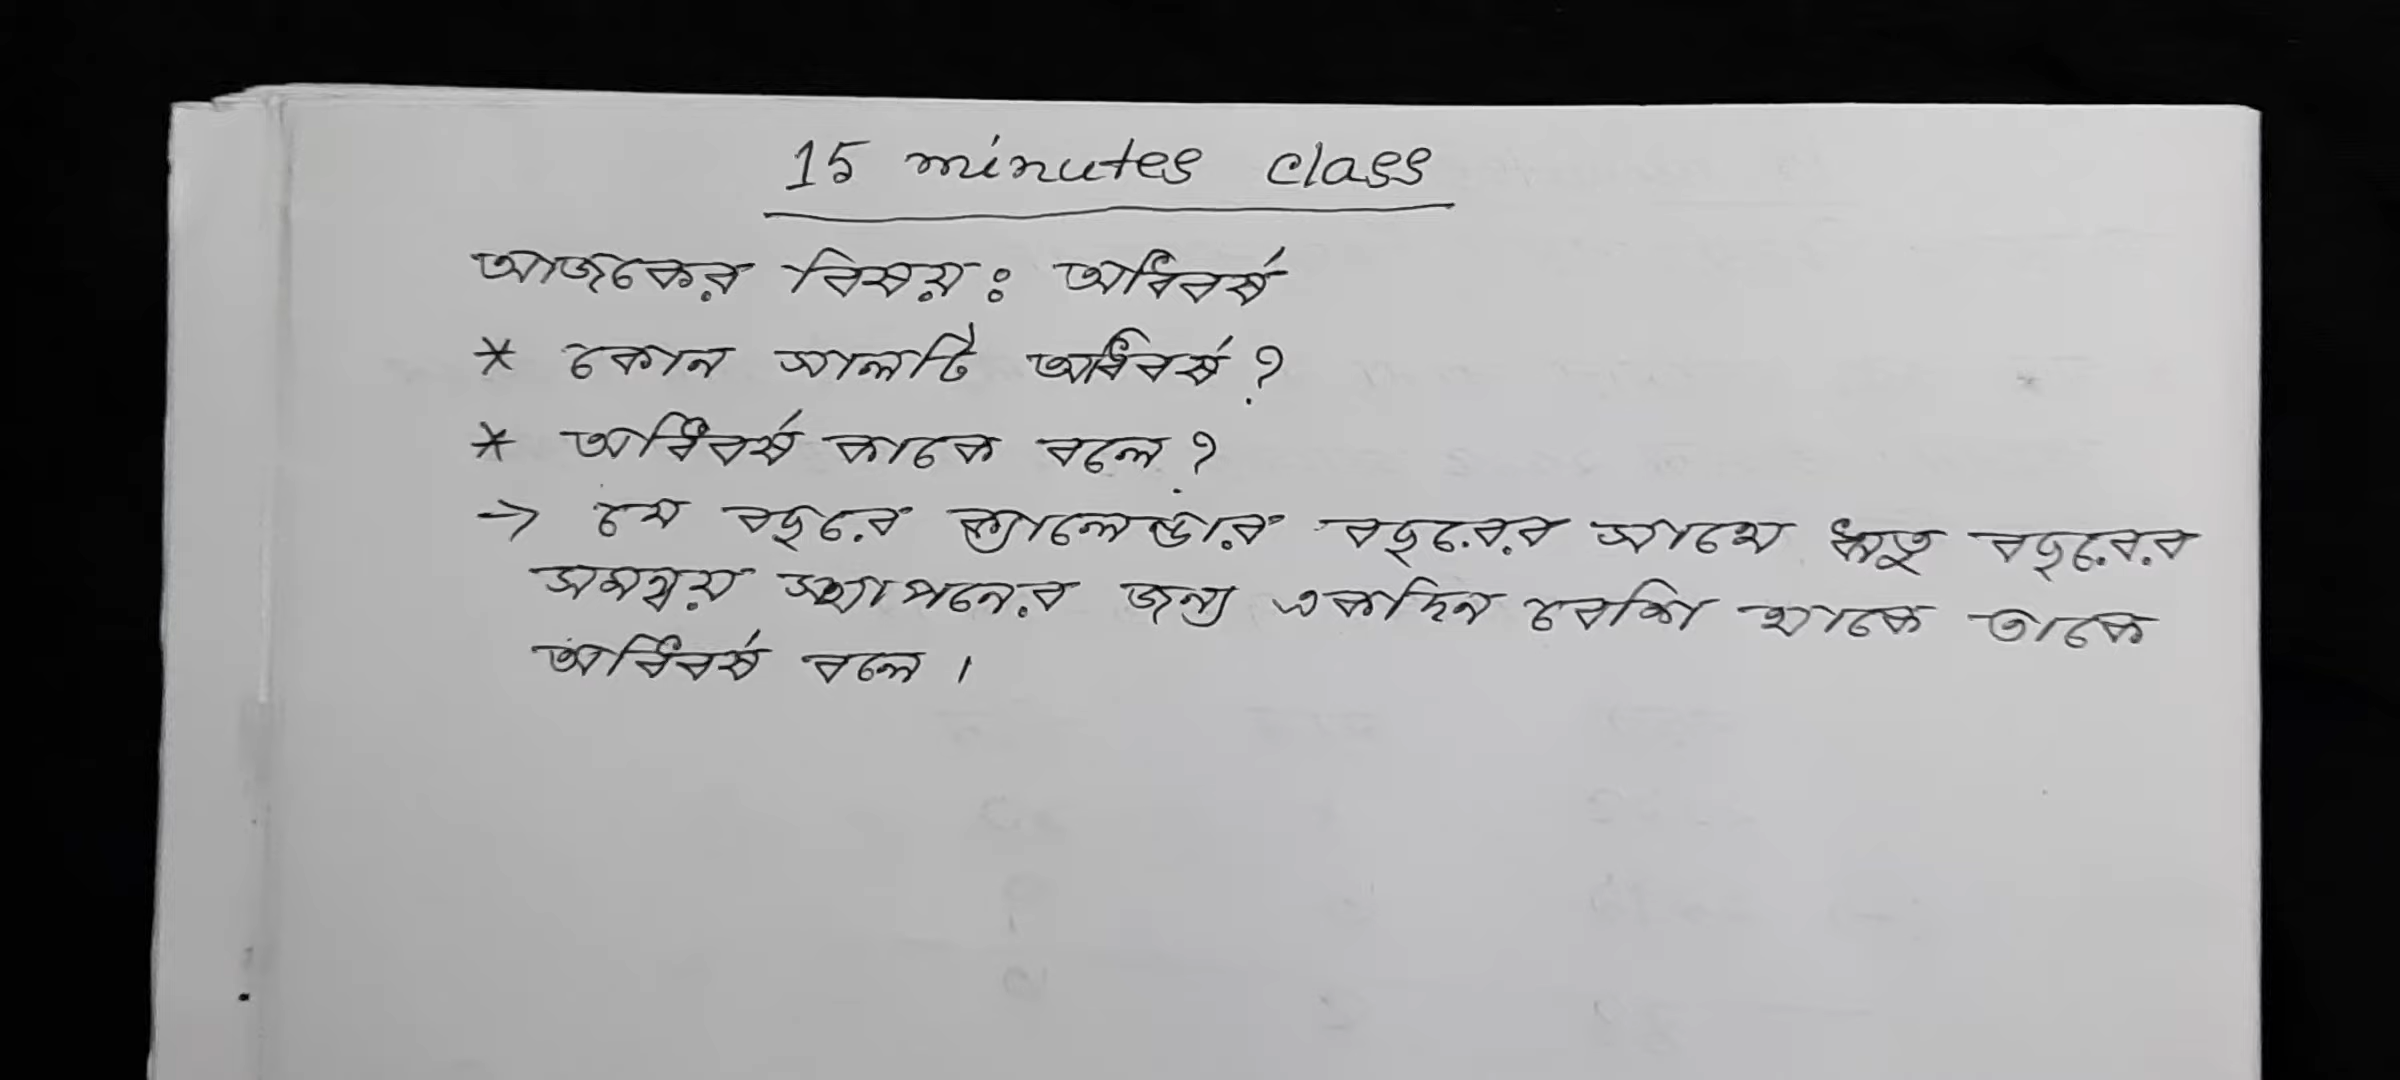 15 minutes class
আজকের বিষয়ঃ অধিবর্ষ
* কোন সালটি অধিবর্ষ?
* অধিবর্ষ কাকে বলে?
→ যে বছরে ক্যালেন্ডার বছরের সাথে ঋতু বছরের
সমন্বয় স্থাপনের জন্য একদিন বেশি থাকে তাকে
অধিবর্ষ বলে।